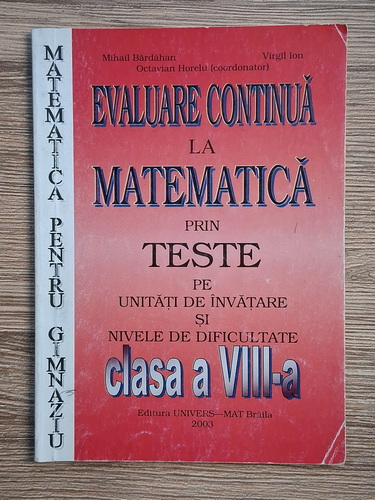 MATEMATICA PENTRU GIMNAZIU
Mihail Bărdahan Virgil Ion
Octavian Horelu (coordonator)
EVALUARE CONTINUĂ
LA
MATEMATICĂ
PRIN
TESTE
PE
UNITĂȚI DE ÎNVĂȚARE
ȘI
NIVELE DE DIFICULTATE
clasa a VIII-a
Editura UNIVERS—MAT Brăila
2003